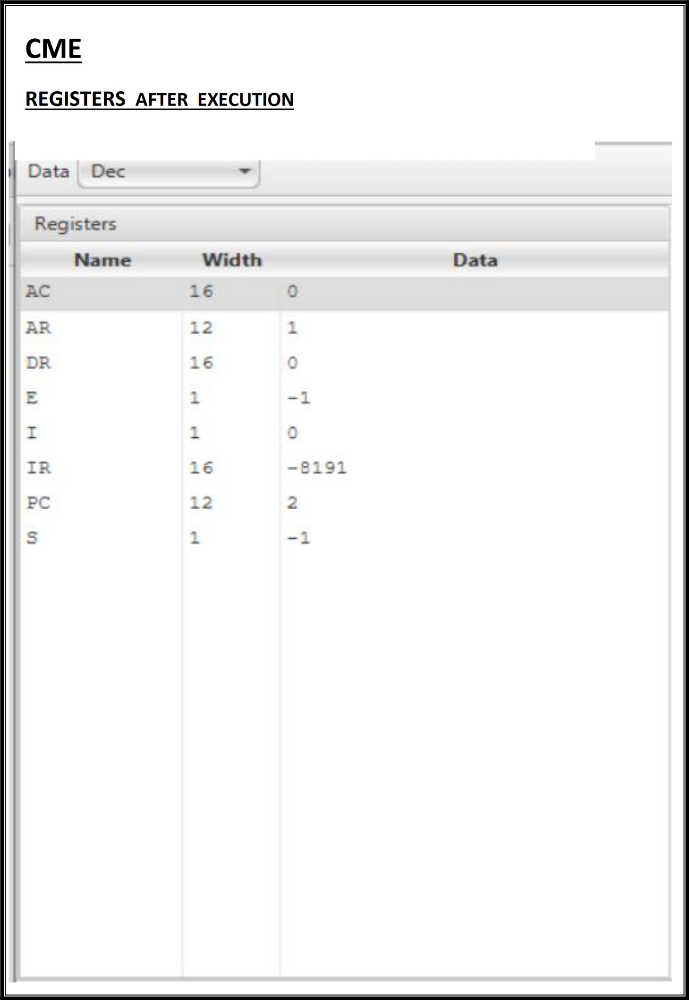 CME
REGISTERS AFTER EXECUTION
Data Dec
Registers
Name Width Data
AC 16 0
AR 12 1
DR 16 0
E 1 -1
I 1 0
IR 16 -8191
PC 12 2
S 1 -1